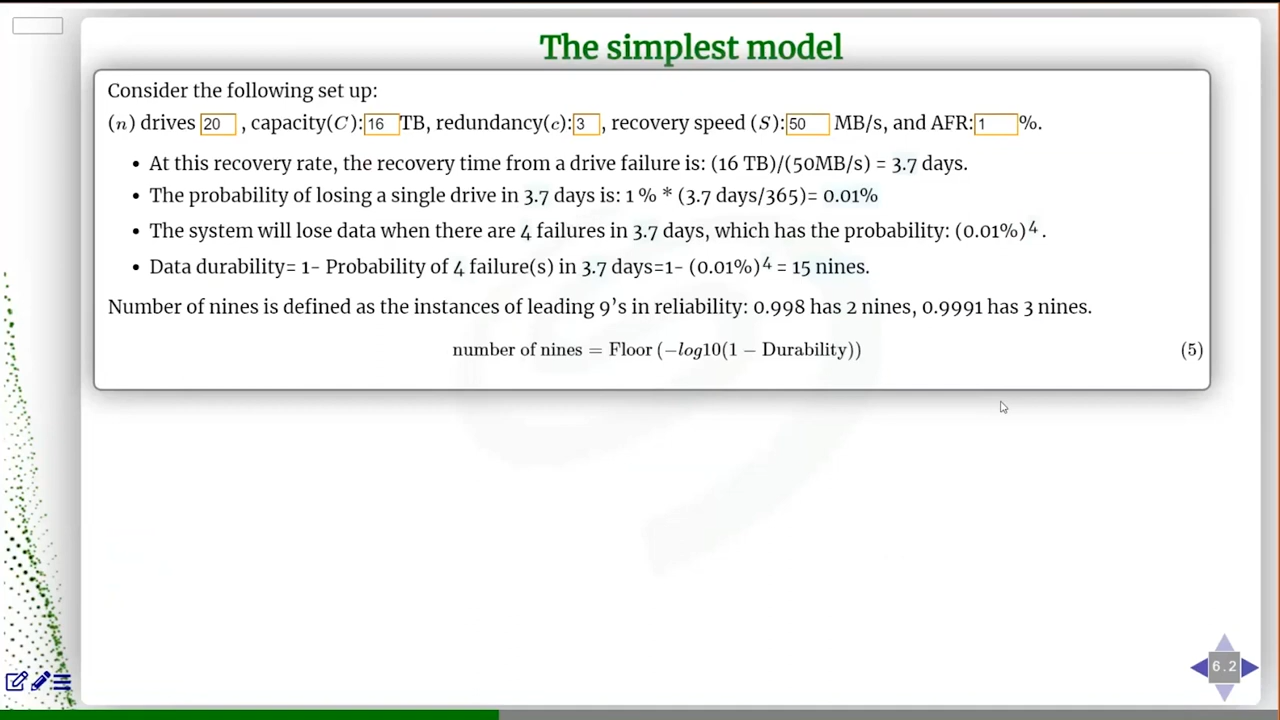 The simplest model
Consider the following set up:
(n) drives 20 , capacity(C): 16 TB, redundancy(c): 3 , recovery speed (S): 50 MB/s, and AFR: 1 %.
• At this recovery rate, the recovery time from a drive failure is: (16 TB)/(50MB/s) = 3.7 days.
• The probability of losing a single drive in 3.7 days is: 1 % * (3.7 days/365)= 0.01%
• The system will lose data when there are 4 failures in 3.7 days, which has the probability: (0.01%)⁴ .
• Data durability= 1- Probability of 4 failure(s) in 3.7 days=1- (0.01%)⁴ = 15 nines.
Number of nines is defined as the instances of leading 9’s in reliability: 0.998 has 2 nines, 0.9991 has 3 nines.
number of nines = Floor (−log10(1 − Durability)) (5)
6.2